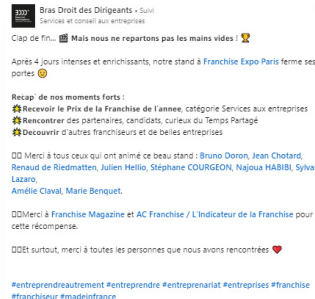 Bras Droit des Dirigeants • Suivi
Services et conseil aux entreprises
Clap de fin... 🎬 Mais nous ne repartons pas les mains vides ! 🏆
Après 4 jours intenses et enrichissants, notre stand à Franchise Expo Paris ferme ses
portes
Recap` de nos moments forts :
Recevoir le Prix de la Franchise de l'annee, catégorie Services aux entreprises
Rencontrer des partenaires, candidats, curieux du Temps Partagé
Decouvrir d'autres franchiseurs et de belles entreprises
Merci à tous ceux qui ont animé ce beau stand : Bruno Doron, Jean Chotard,
Renaud de Riedmatten, Julien Hellio, Stéphane COURGEON, Najoua HABIBI, Sylva
Lazaro,
Amélie Claval, Marie Benquet.
Merci à Franchise Magazine et AC Franchise / L'Indicateur de la Franchise pour
cette récompense.
Et surtout, merci à toutes les personnes que nous avons rencontrées ❤️
#entreprendreautrement #entreprendre #entreprenariat #entreprises #franchise
#franchiseur #madeinfrance